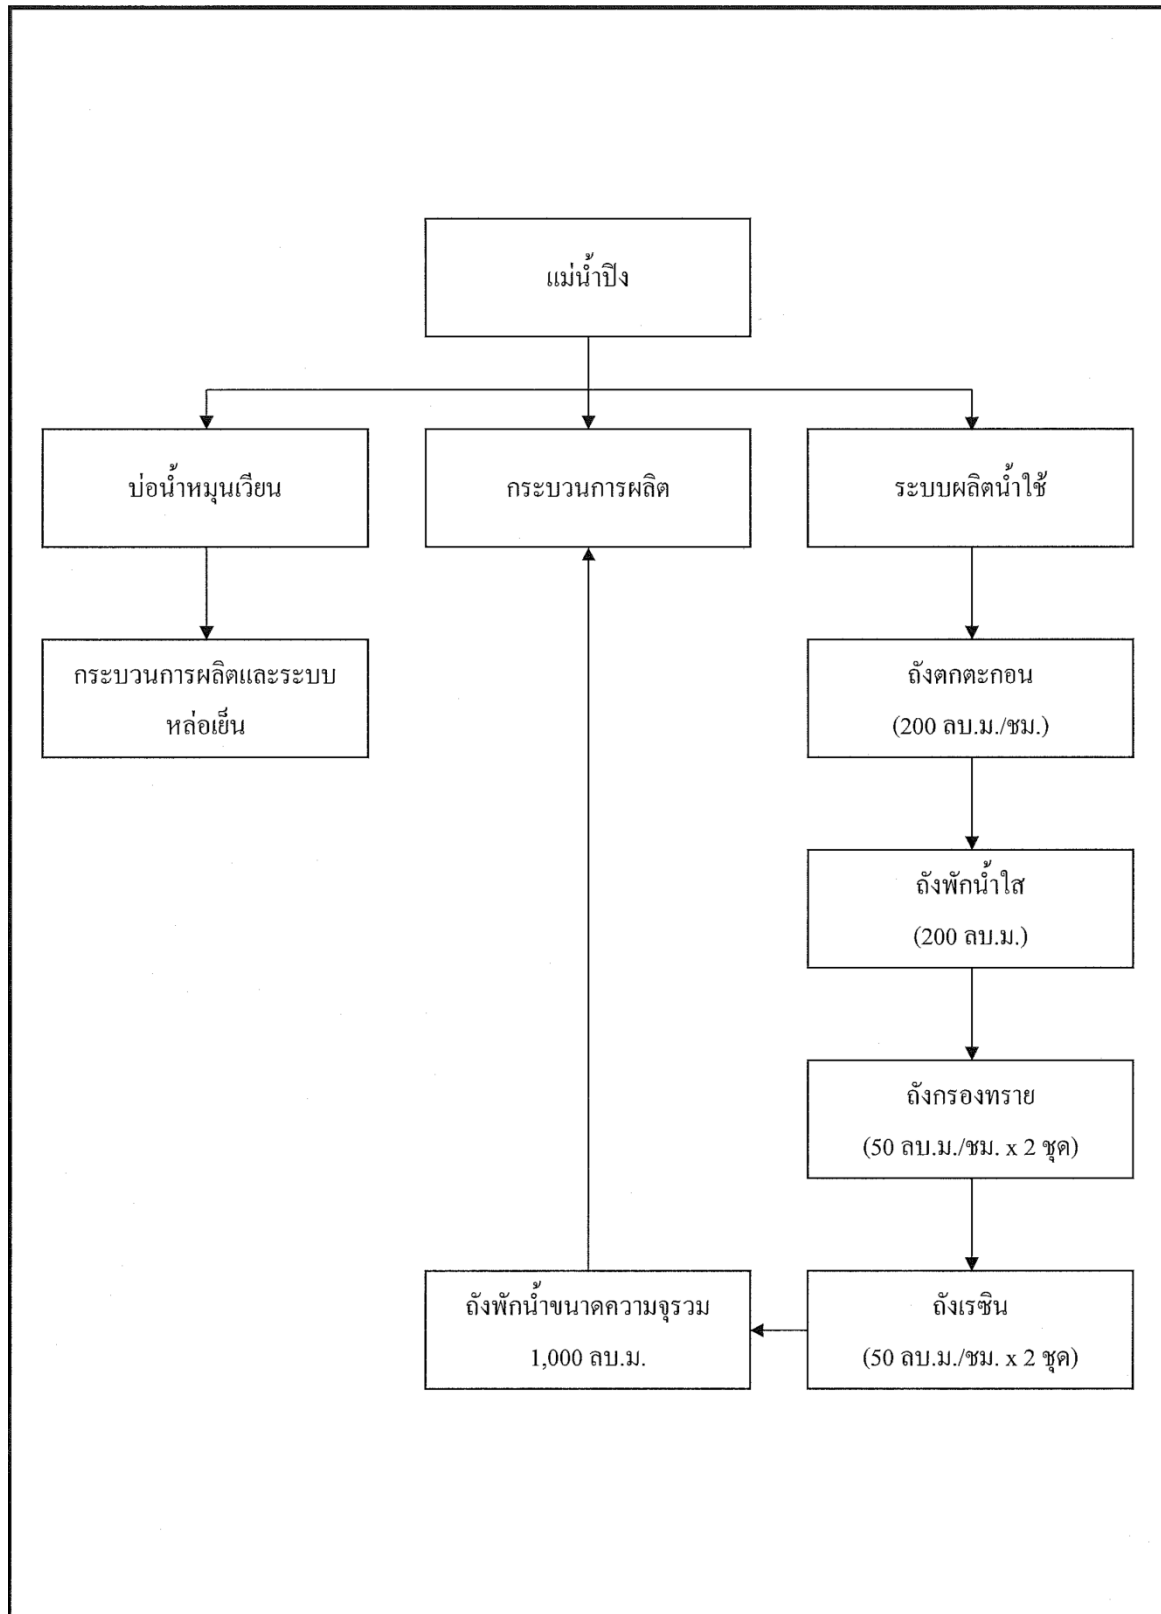 แม่น้ำปิง
บ่อน้ำหมุนเวียน
กระบวนการผลิต
ระบบผลิตน้ำใช้
กระบวนการผลิตและระบบ
หล่อเย็น
ถังตกตะกอน
(200 ลบ.ม./ชม.)
ถังพักน้ำใส
(200 ลบ.ม.)
ถังกรองทราย
(50 ลบ.ม./ชม. x 2 ชุด)
ถังพักน้ำขนาดความจุรวม
1,000 ลบ.ม.
ถังเรซิน
(50 ลบ.ม./ชม. x 2 ชุด)